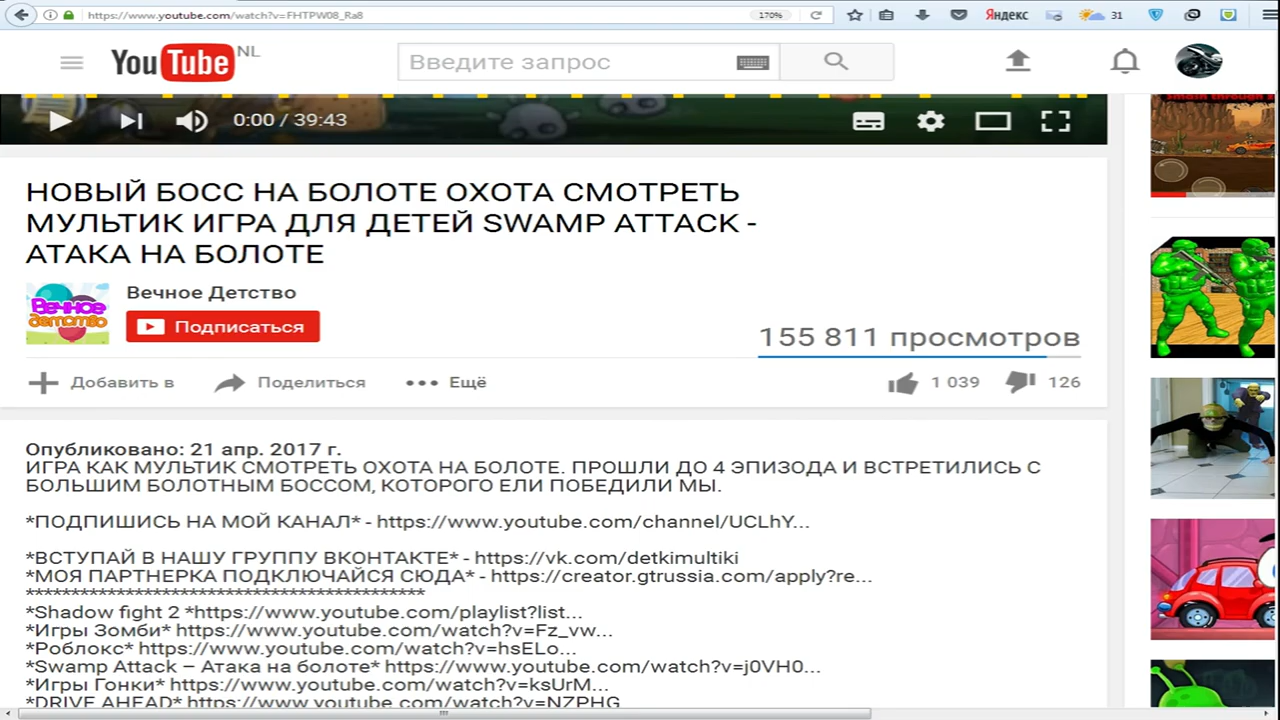 https://www.youtube.com/watch?v=FHTPW08_Ra8
170%
Яндекс
31
YouTube NL
Введите запрос
0:00 / 39:43
НОВЫЙ БОСС НА БОЛОТЕ ОХОТА СМОТРЕТЬ
МУЛЬТИК ИГРА ДЛЯ ДЕТЕЙ SWAMP ATTACK -
АТАКА НА БОЛОТЕ
Вечное Детство
Вечное
детство
Подписаться
155 811 просмотров
Добавить в
Поделиться
Ещё
1 039
126
Опубликовано: 21 апр. 2017 г.
ИГРА КАК МУЛЬТИК СМОТРЕТЬ ОХОТА НА БОЛОТЕ. ПРОШЛИ ДО 4 ЭПИЗОДА И ВСТРЕТИЛИСЬ С
БОЛЬШИМ БОЛОТНЫМ БОССОМ, КОТОРОГО ЕЛИ ПОБЕДИЛИ МЫ.
*ПОДПИШИСЬ НА МОЙ КАНАЛ* - https://www.youtube.com/channel/UCLhY...
*ВСТУПАЙ В НАШУ ГРУППУ ВКОНТАКТЕ* - https://vk.com/detkimultiki
*МОЯ ПАРТНЕРКА ПОДКЛЮЧАЙСЯ СЮДА* - https://creator.gtrussia.com/apply?re...
******************************************
*Shadow fight 2 *https://www.youtube.com/playlist?list...
*Игры Зомби* https://www.youtube.com/watch?v=Fz_vw...
*Роблокс* https://www.youtube.com/watch?v=hsELo...
*Swamp Attack – Атака на болоте* https://www.youtube.com/watch?v=j0VH0...
*Игры Гонки* https://www.youtube.com/watch?v=ksUrM...
*DRIVE AHEAD* https://www.youtube.com/watch?v=NZPHG